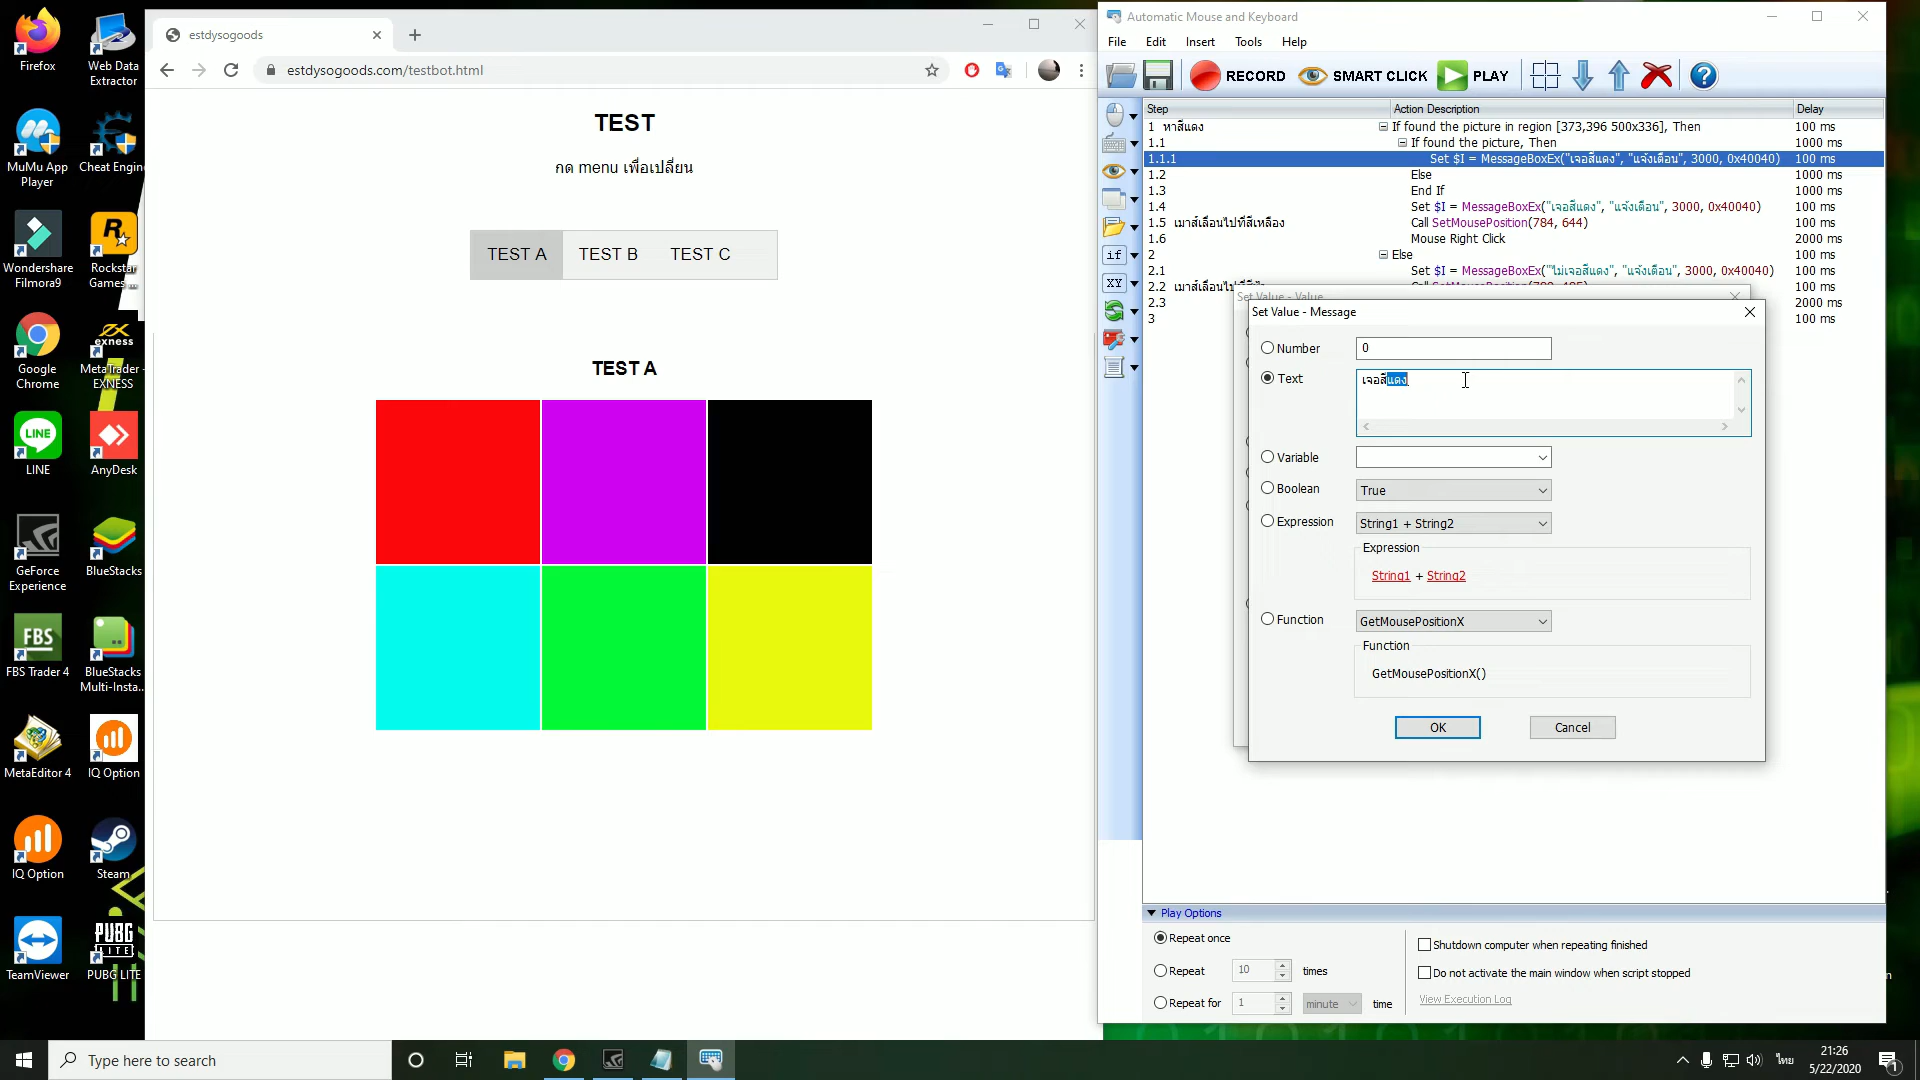 Firefox
Web Data
Extractor
MuMu App
Player
Cheat Engine
Wondershare
Filmora9
Rockstar
Games ...
Google
Chrome
exness
MetaTrader -
EXNESS
LINE
LINE
AnyDesk
GeForce
Experience
BlueStacks
FBS
FBS Trader 4
BlueStacks
Multi-Insta...
MetaEditor 4
IQ Option
IQ Option
Steam
TeamViewer
PUBG
LITE
PUBG LITE
estdysogoods
estdysogoods.com/testbot.html
TEST
กด menu เพื่อเปลี่ยน
TEST A
TEST B
TEST C
TEST A
Automatic Mouse and Keyboard
File
Edit
Insert
Tools
Help
RECORD
SMART CLICK
PLAY
if
XY
Step
Action Description
Delay
1 หาสีแดง
If found the picture in region [373,396 500x336], Then
100 ms
1.1
If found the picture, Then
1000 ms
1.1.1
Set $I = MessageBoxEx("เจอสีแดง", "แจ้งเตือน", 3000, 0x40040)
100 ms
1.2
Else
1000 ms
1.3
End If
1000 ms
1.4
Set $I = MessageBoxEx("เจอสีแดง", "แจ้งเตือน", 3000, 0x40040)
100 ms
1.5 เมาส์เลื่อนไปที่สีเหลือง
Call SetMousePosition(784, 644)
100 ms
1.6
Mouse Right Click
2000 ms
2
Else
100 ms
2.1
Set $I = MessageBoxEx("ไม่เจอสีแดง", "แจ้งเตือน", 3000, 0x40040)
100 ms
2.2
100 ms
2.3
2000 ms
3
100 ms
Set Value - Value
Set Value - Message
Number
0
Text
เจอสีแดง
Variable
Boolean
True
Expression
String1 + String2
Expression
String1 + String2
Function
GetMousePositionX
Function
GetMousePositionX()
OK
Cancel
Play Options
Repeat once
Repeat
10
times
Repeat for
1
minute
time
Shutdown computer when repeating finished
Do not activate the main window when script stopped
View Execution Log
Type here to search
ไทย
21:26
5/22/2020
1